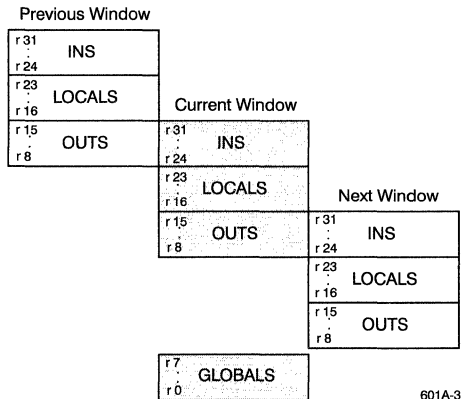 Previous Window
r 31
.
.
r 24
INS
r 23
.
.
r 16
LOCALS
r 15
.
.
r 8
OUTS
Current Window
r 31
.
.
r 24
INS
r 23
.
.
r 16
LOCALS
r 15
.
.
r 8
OUTS
Next Window
r 31
.
.
r 24
INS
r 23
.
.
r 16
LOCALS
r 15
.
.
r 8
OUTS
r 7
.
.
r 0
GLOBALS
601A-3